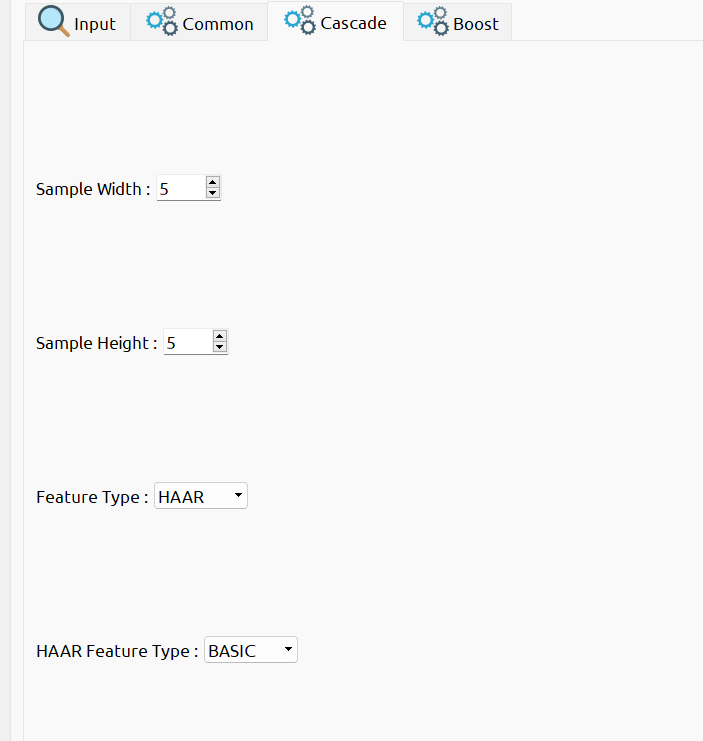 Input Common Cascade Boost
Sample Width : 5
Sample Height : 5
Feature Type : HAAR
HAAR Feature Type : BASIC